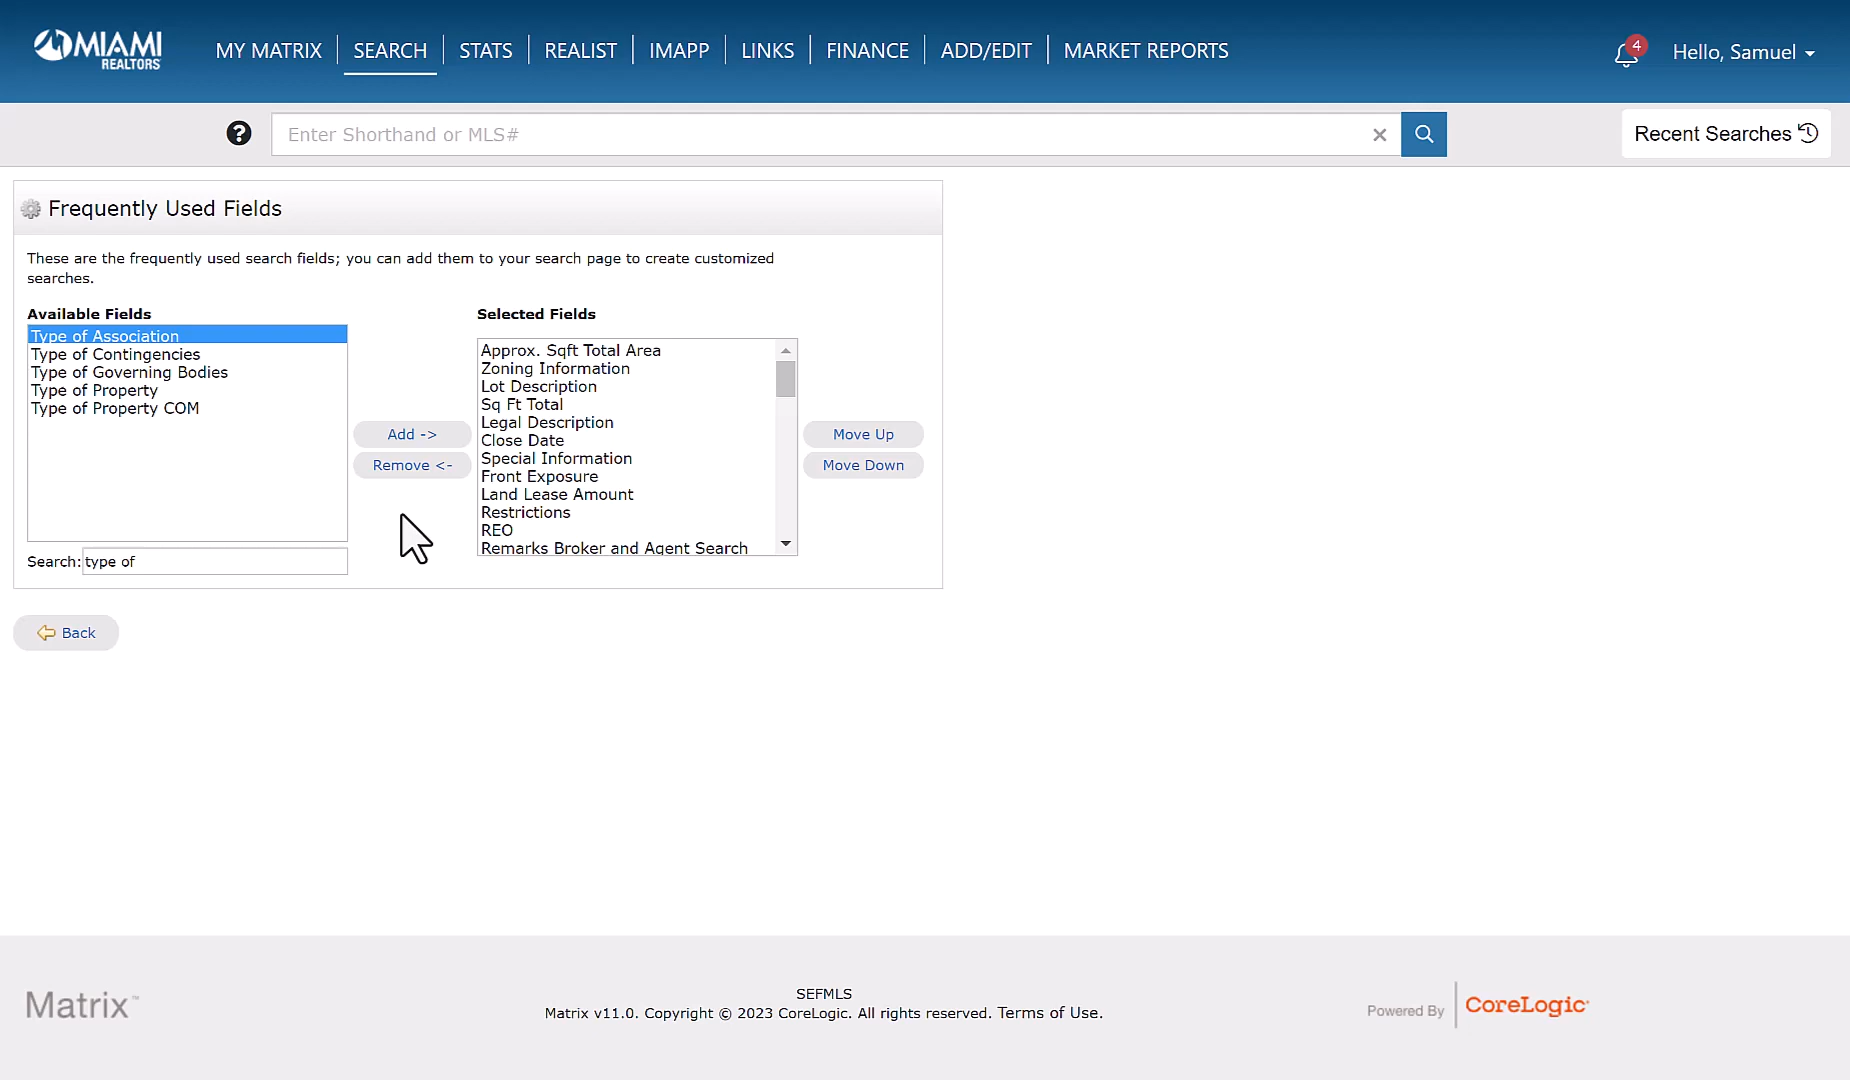 MIAMI
REALTORS
MY MATRIX
SEARCH
STATS
REALIST
IMAPP
LINKS
FINANCE
ADD/EDIT
MARKET REPORTS
4
Hello, Samuel
?
Enter Shorthand or MLS#
Recent Searches
Frequently Used Fields
These are the frequently used search fields; you can add them to your search page to create customized
searches.
Available Fields
Type of Association
Type of Contingencies
Type of Governing Bodies
Type of Property
Type of Property COM
Search: type of
Add ->
Remove <-
Selected Fields
Approx. Sqft Total Area
Zoning Information
Lot Description
Sq Ft Total
Legal Description
Close Date
Special Information
Front Exposure
Land Lease Amount
Restrictions
REO
Remarks Broker and Agent Search
Move Up
Move Down
Back
Matrix™
SEFMLS
Matrix v11.0. Copyright © 2023 CoreLogic. All rights reserved. Terms of Use.
Powered By
CoreLogic